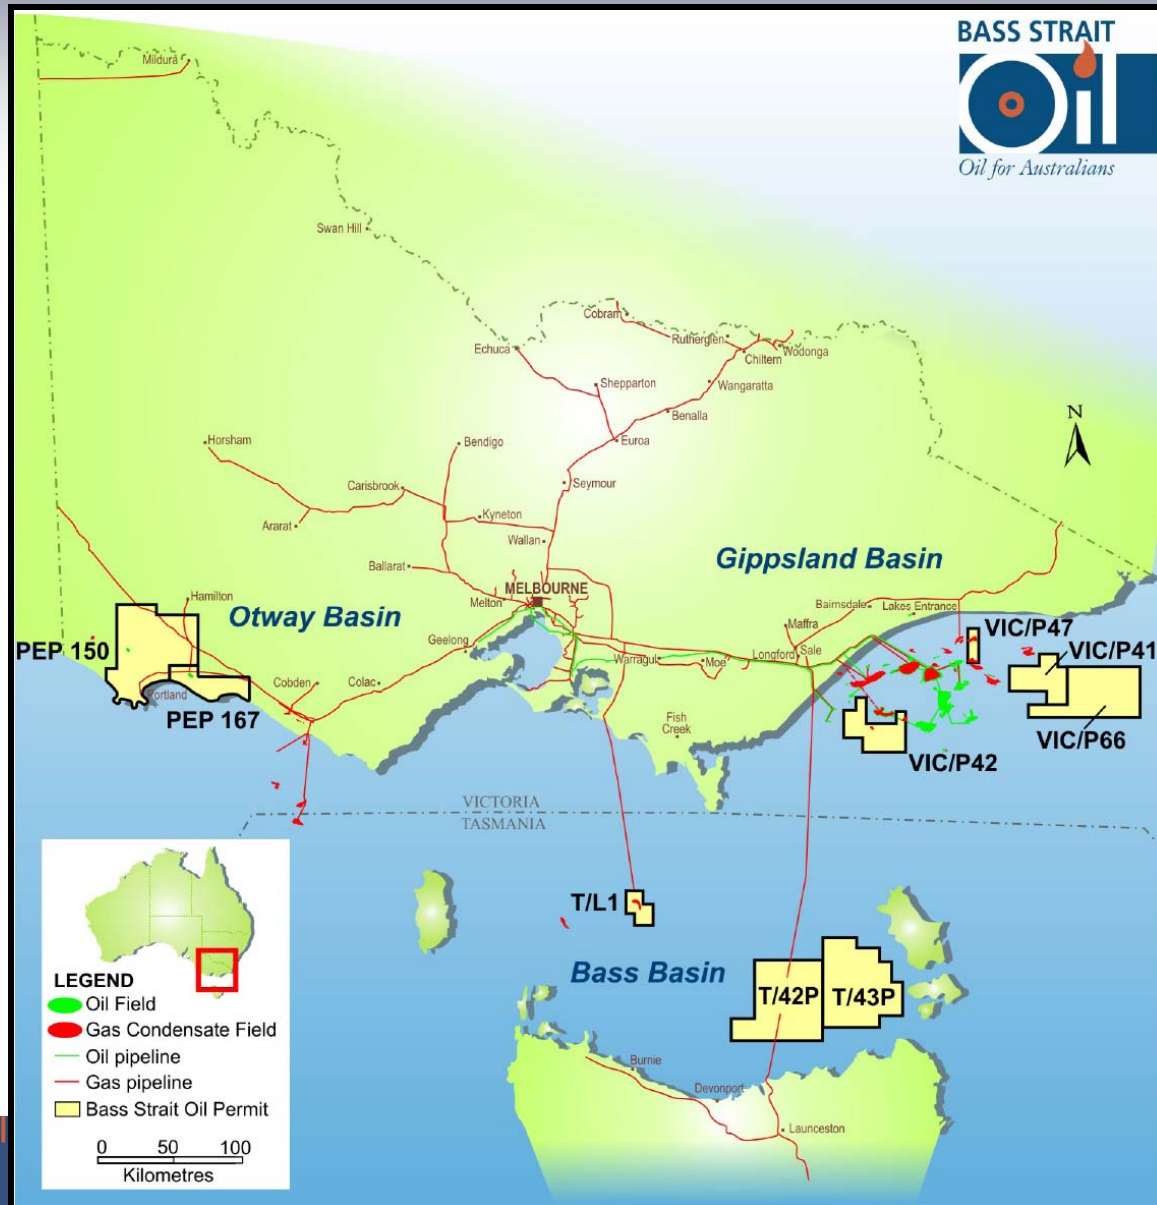 BASS STRAIT
Oil
Oil for Australians
Mildura
Swan Hill
Cobram
Rutherglen
Echuca
Chiltern
Wodonga
Shepparton
Wangaratta
Benalla
N
Horsham
Bendigo
Euroa
Carisbrook
Seymour
Kyneton
Ararat
Wallan
Gippsland Basin
Ballarat
MELBOURNE
Hamilton
Melton
Otway Basin
Bairnsdale
Lakes Entrance
Maffra
Geelong
VIC/P47
PEP 150
Warragul
Moe
Longford
Sale
VIC/P41
Portland
Cobden
Colac
PEP 167
Fish
Creek
VIC/P66
VIC/P42
VICTORIA
TASMANIA
T/L1
Bass Basin
T/42P
T/43P
LEGEND
Oil Field
Gas Condensate Field
Oil pipeline
Gas pipeline
Bass Strait Oil Permit
0 50 100
Kilometres
Burnie
Devonport
Launceston